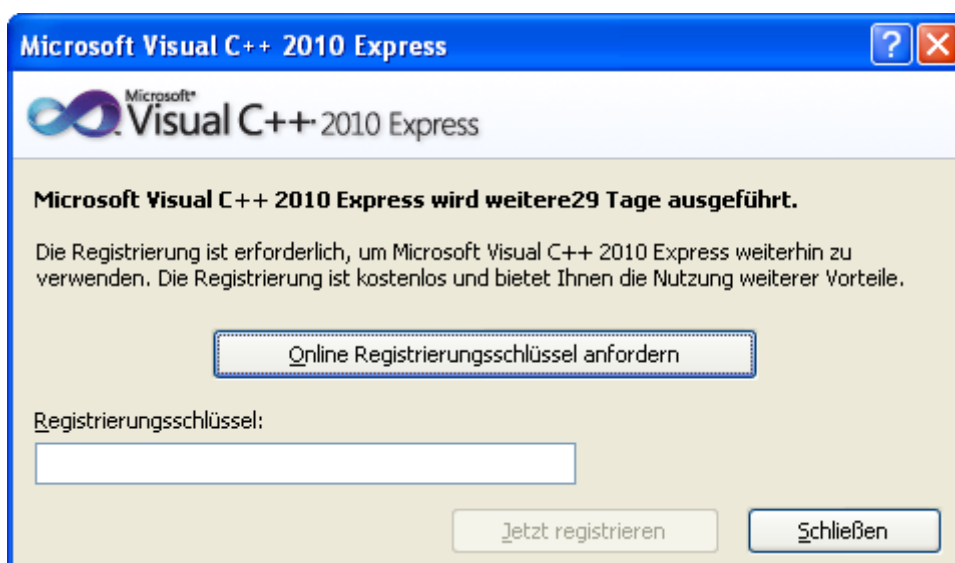 Microsoft Visual C++ 2010 Express
Microsoft®
Visual C++ 2010 Express
Microsoft Visual C++ 2010 Express wird weitere29 Tage ausgeführt.
Die Registrierung ist erforderlich, um Microsoft Visual C++ 2010 Express weiterhin zu
verwenden. Die Registrierung ist kostenlos und bietet Ihnen die Nutzung weiterer Vorteile.
Online Registrierungsschlüssel anfordern
Registrierungsschlüssel:
Jetzt registrieren
Schließen